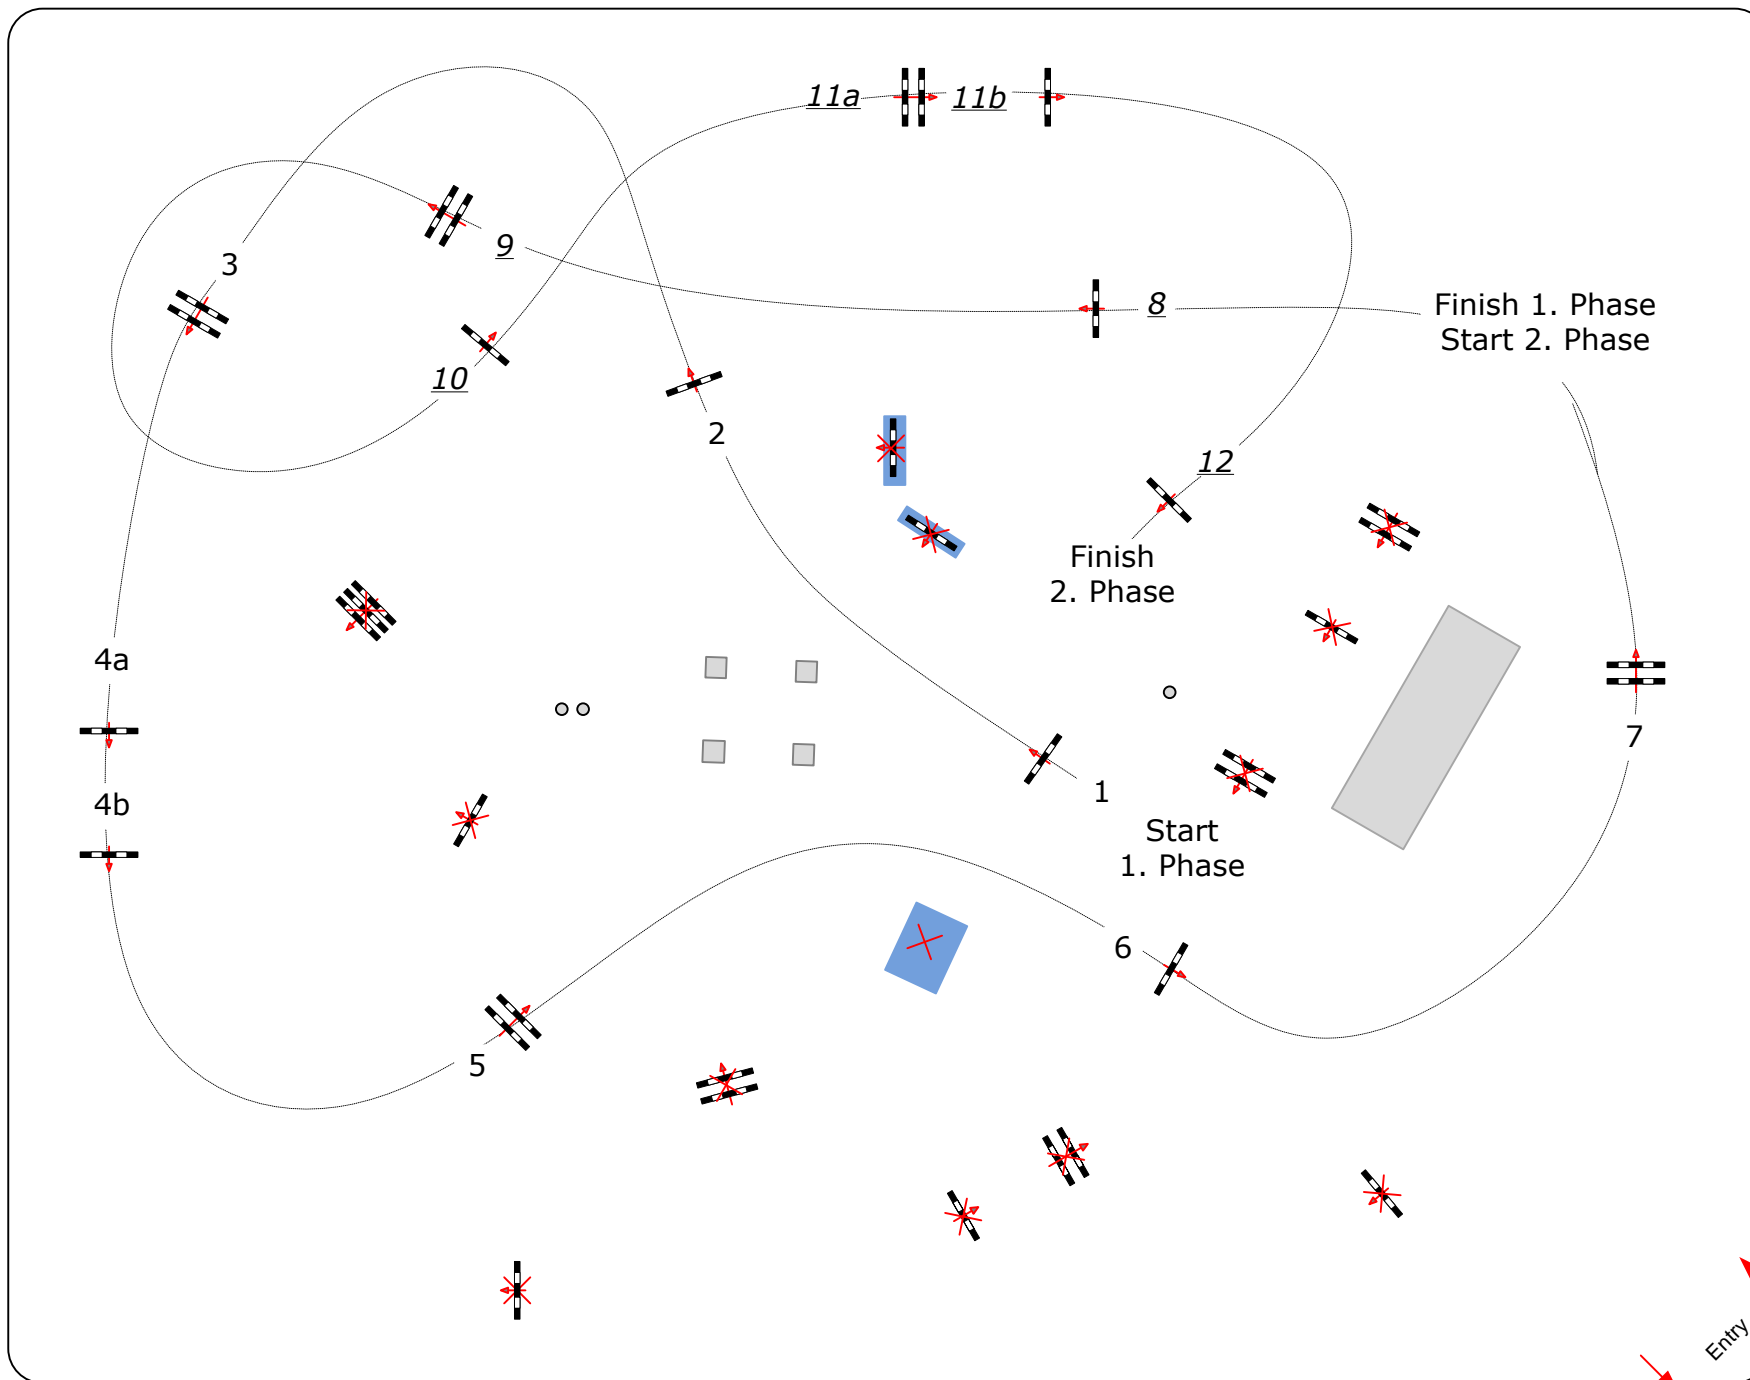 11a
11b
3
9
8
Finish 1. Phase
Start 2. Phase
10
2
12
Finish
2. Phase
4a
7
1
4b
Start
1. Phase
6
5
Entry